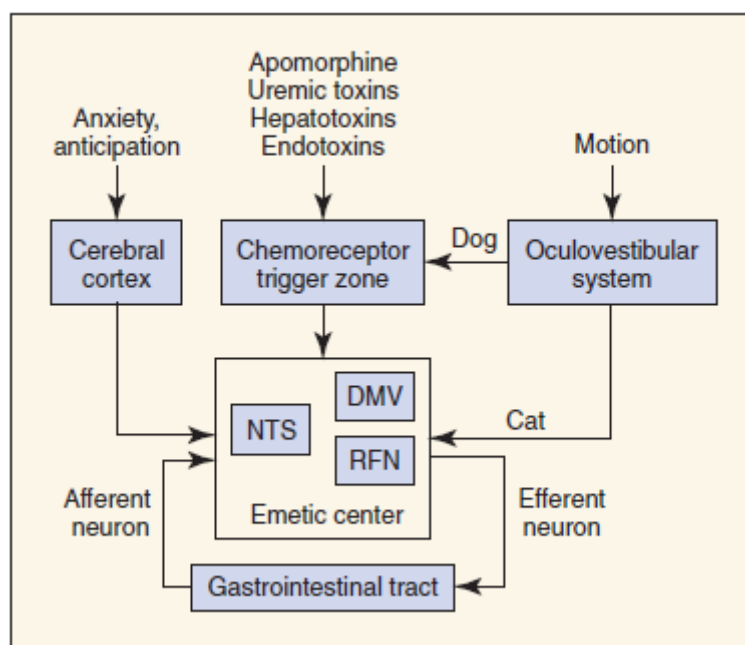 Anxiety,
anticipation
Apomorphine
Uremic toxins
Hepatotoxins
Endotoxins
Motion
Cerebral
cortex
Chemoreceptor
trigger zone
Dog
Oculovestibular
system
NTS
DMV
RFN
Emetic center
Cat
Afferent
neuron
Efferent
neuron
Gastrointestinal tract